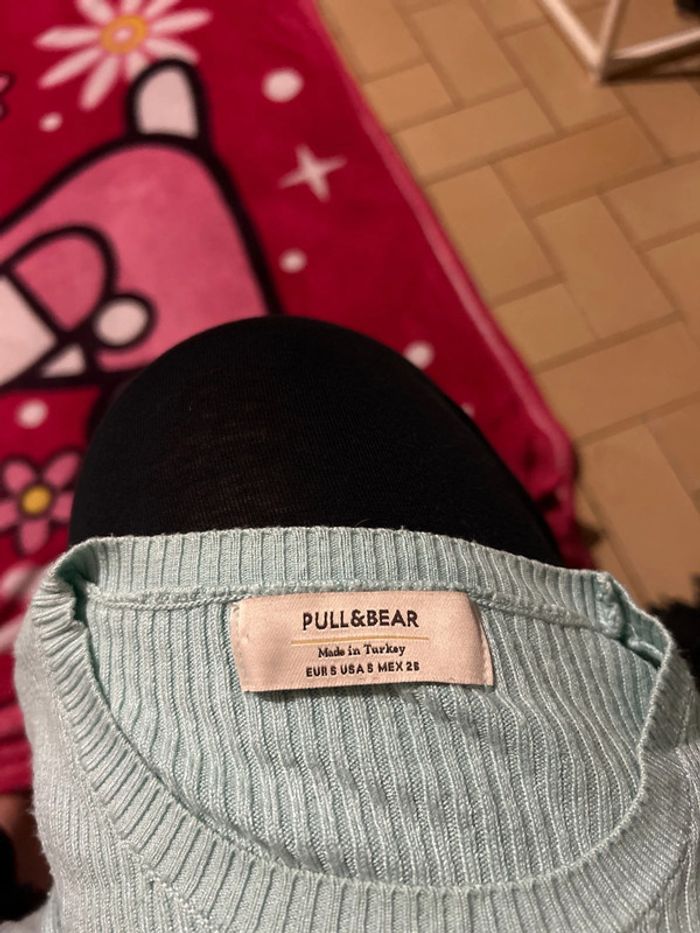 PULL&BEAR
Made in Turkey
EUR S USA S MEX 26